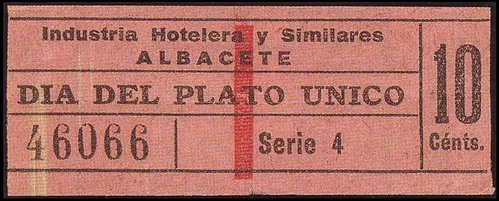 Industria Hotelera y Similares
ALBACETE
DIA DEL PLATO UNICO
46066
Serie 4
10
Cénts.